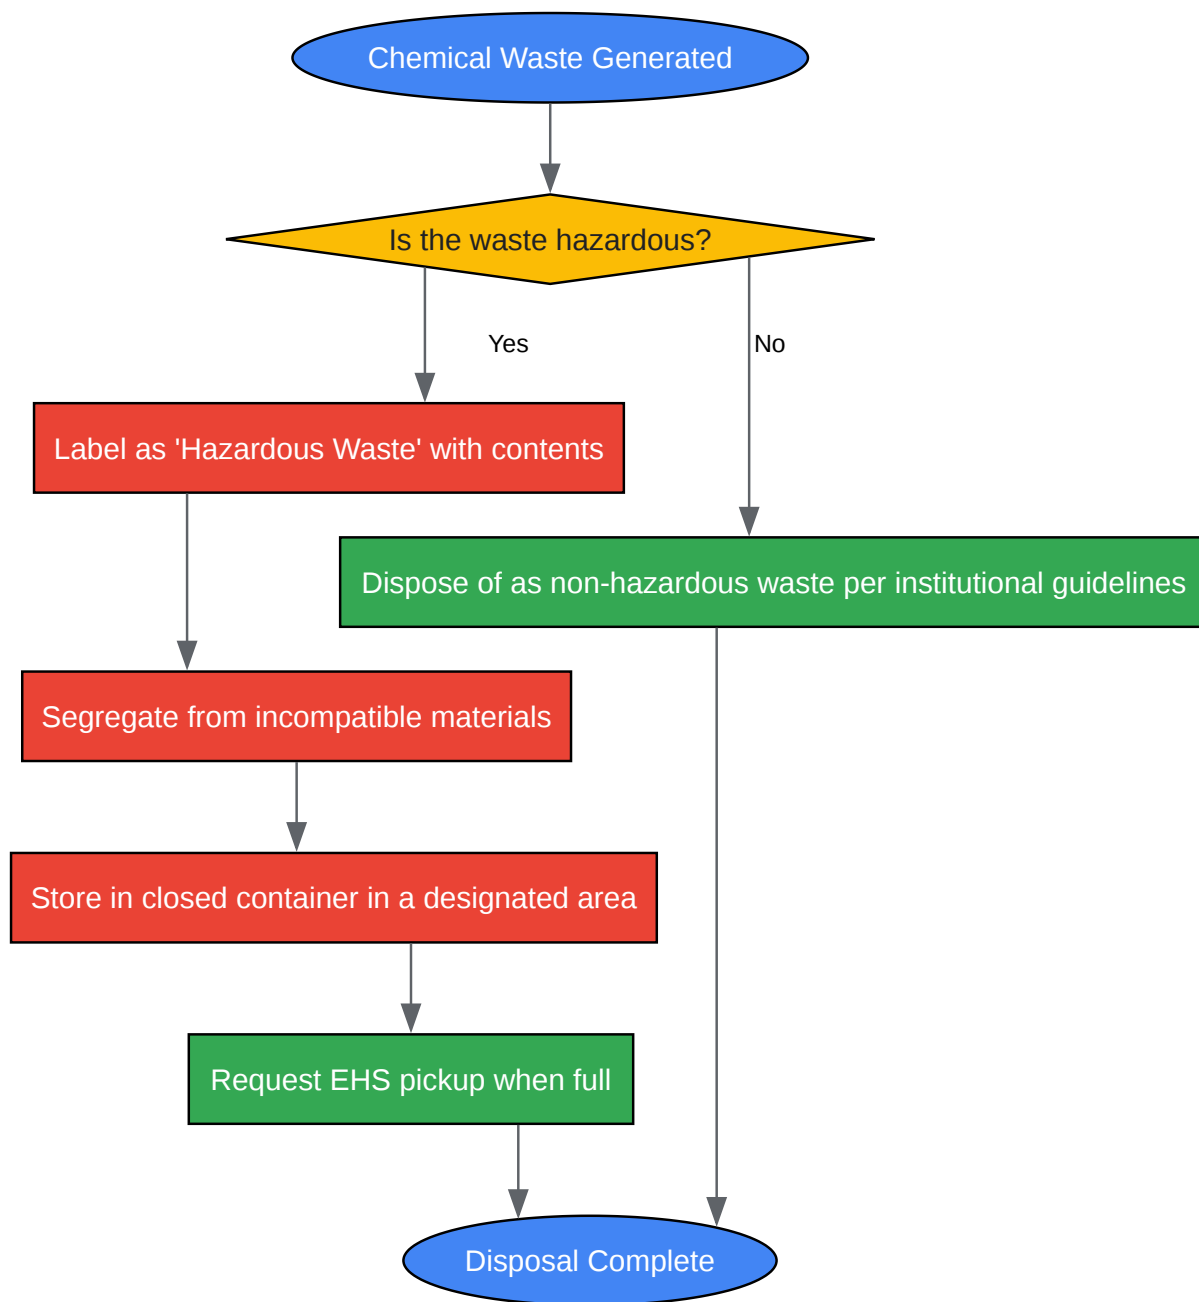 Chemical Waste Generated
Is the waste hazardous?
Yes
No
Label as 'Hazardous Waste' with contents
Dispose of as non-hazardous waste per institutional guidelines
Segregate from incompatible materials
Store in closed container in a designated area
Request EHS pickup when full
Disposal Complete